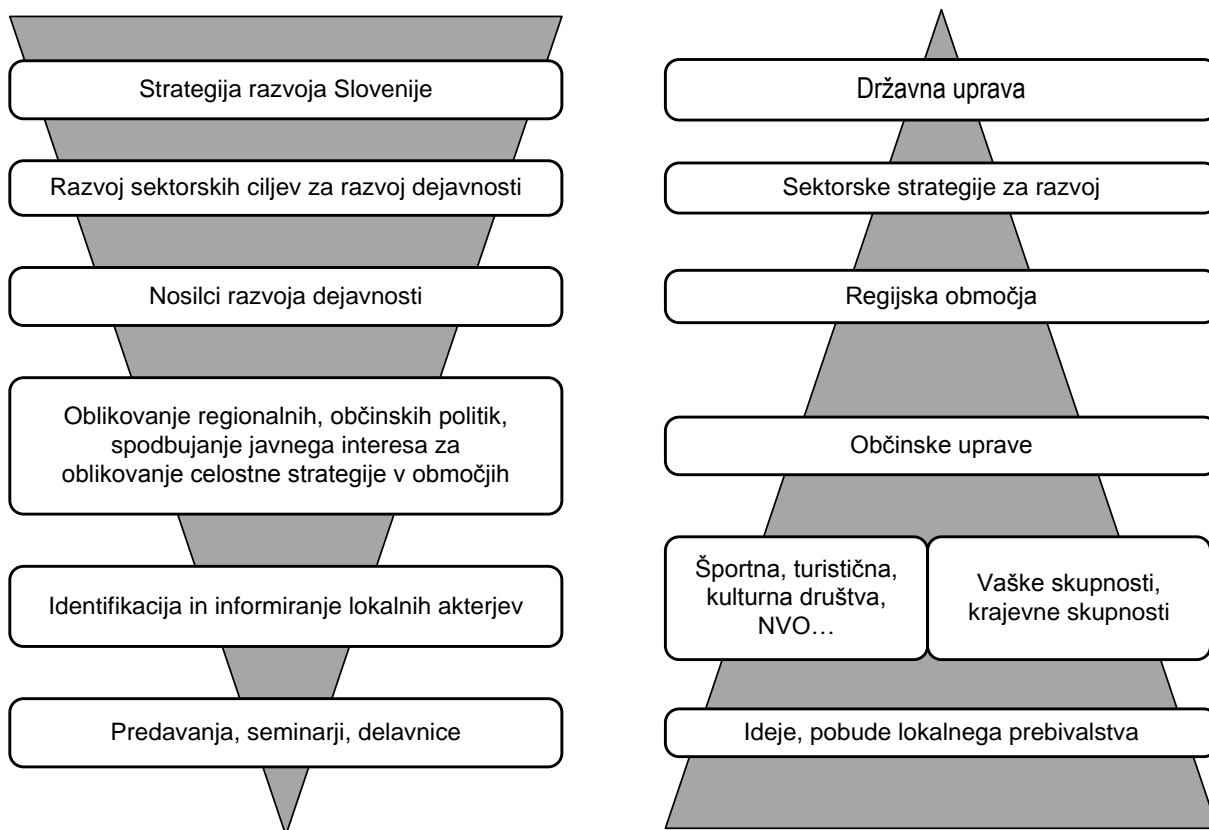 Strategija razvoja Slovenije
Razvoj sektorskih ciljev za razvoj dejavnosti
Nosilci razvoja dejavnosti
Oblikovanje regionalnih, občinskih politik,
spodbujanje javnega interesa za
oblikovanje celostne strategije v območjih
Identifikacija in informiranje lokalnih akterjev
Predavanja, seminarji, delavnice
Državna uprava
Sektorske strategije za razvoj
Regijska območja
Občinske uprave
Športna, turistična,
kulturna društva,
NVO…
Vaške skupnosti,
krajevne skupnosti
Ideje, pobude lokalnega prebivalstva